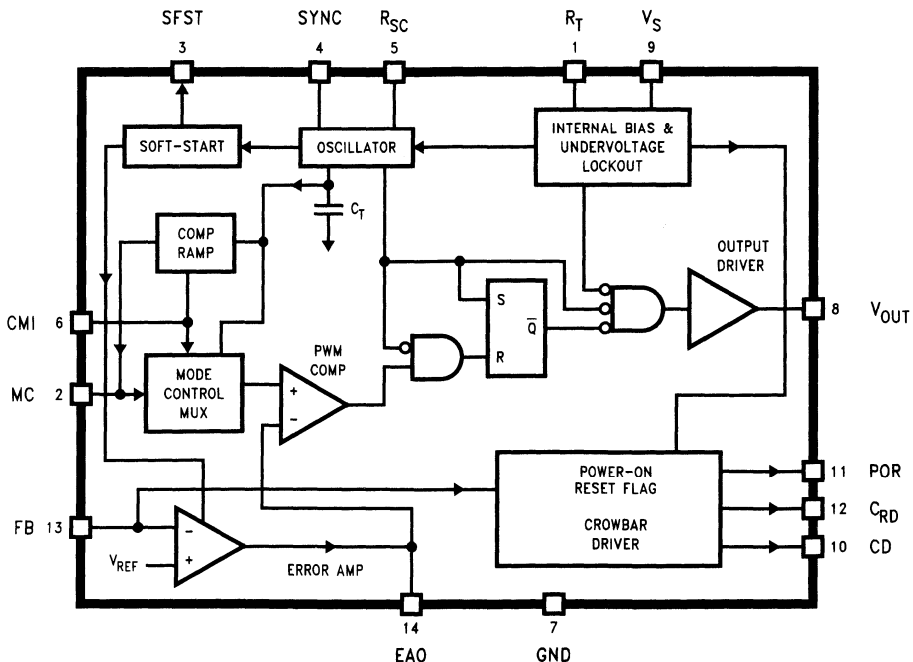 SFST
SYNC
RSC
RT
VS
3
4
5
1
9
SOFT-START
OSCILLATOR
INTERNAL BIAS &
UNDERVOLTAGE
LOCKOUT
CT
COMP
RAMP
OUTPUT
DRIVER
CMI 6
S
Q̅
R
8 VOUT
PWM
COMP
MC 2
MODE
CONTROL
MUX
+
−
POWER-ON
RESET FLAG
CROWBAR
DRIVER
11 POR
12 CRD
10 CD
FB 13
−
+
VREF
ERROR AMP
14
7
EAO
GND